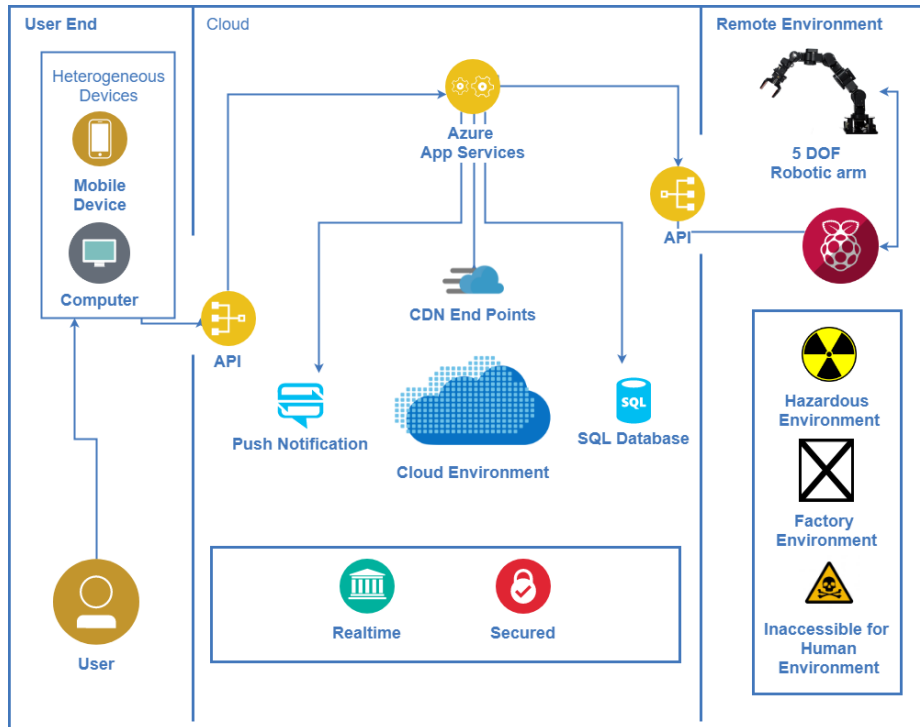 User End
Heterogeneous
Devices
Mobile
Device
Computer
User
Cloud
Azure
App Services
API
API
CDN End Points
Push Notification
SQL
SQL Database
Cloud Environment
Realtime
Secured
Remote Environment
5 DOF
Robotic arm
Hazardous
Environment
Factory
Environment
Inaccessible for
Human
Environment